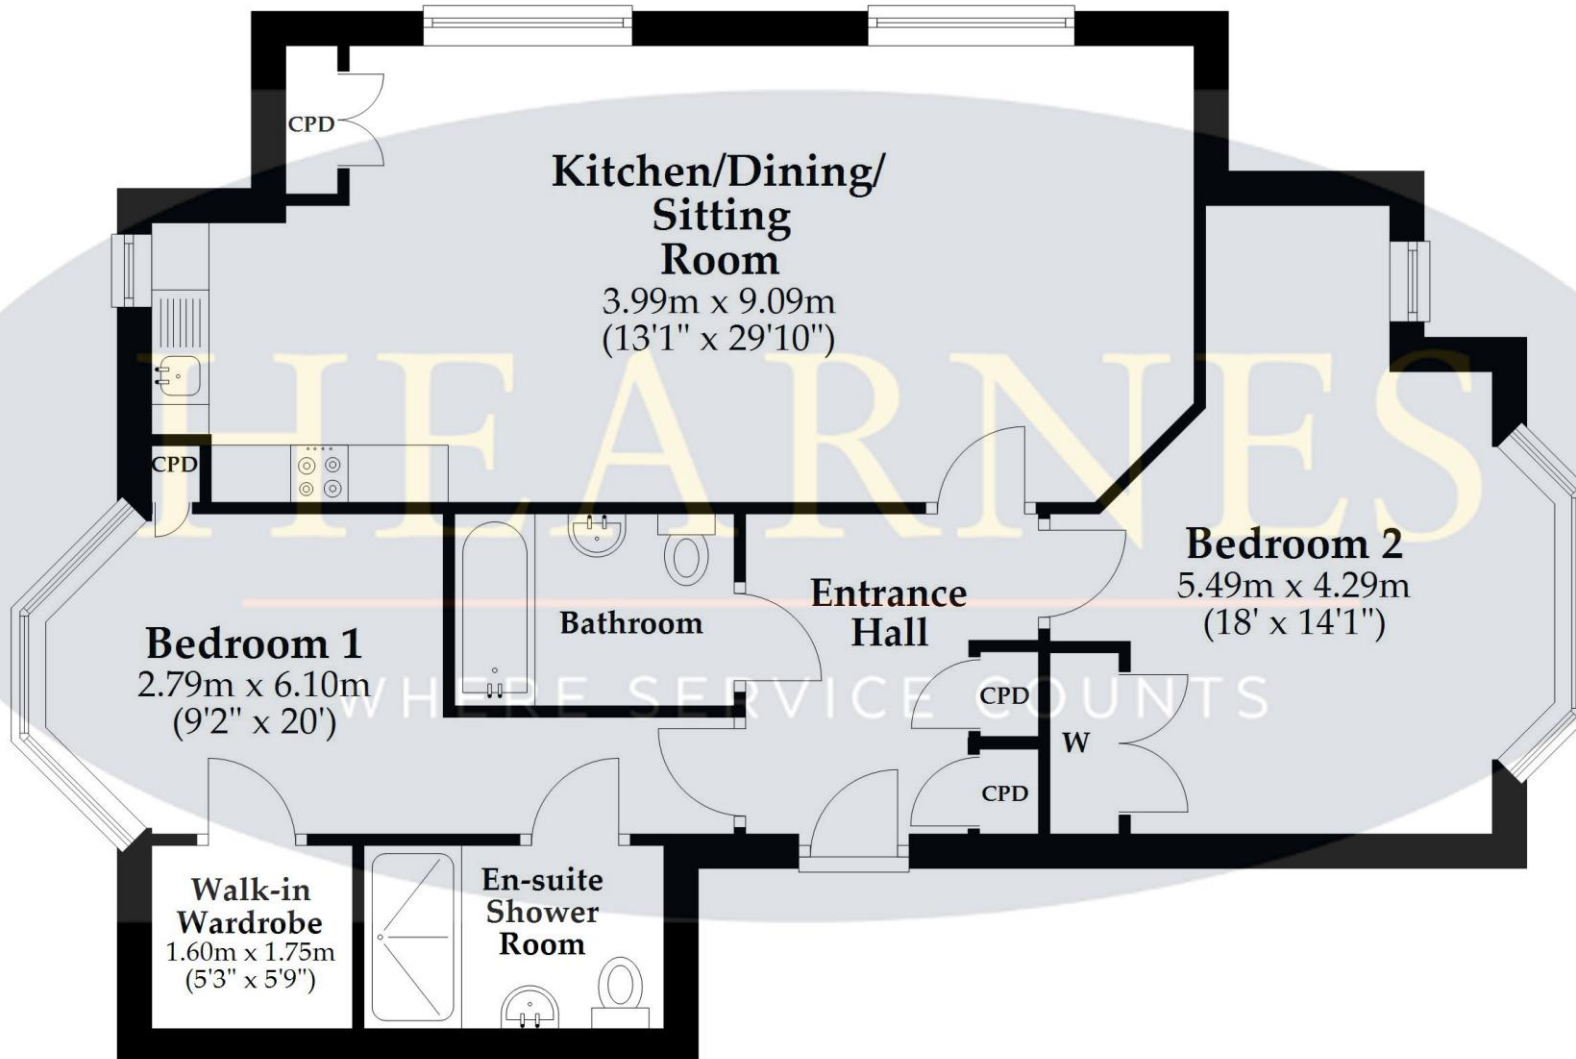 CPD
Kitchen/Dining/
Sitting
Room
3.99m x 9.09m
(13'1" x 29'10")
HEARNES
CPD
Bedroom 2
5.49m x 4.29m
(18' x 14'1")
Entrance
Hall
Bathroom
Bedroom 1
2.79m x 6.10m
(9'2" x 20')
WHERE SERVICE COUNTS
CPD
W
CPD
Walk-in
Wardrobe
1.60m x 1.75m
(5'3" x 5'9")
En-suite
Shower
Room